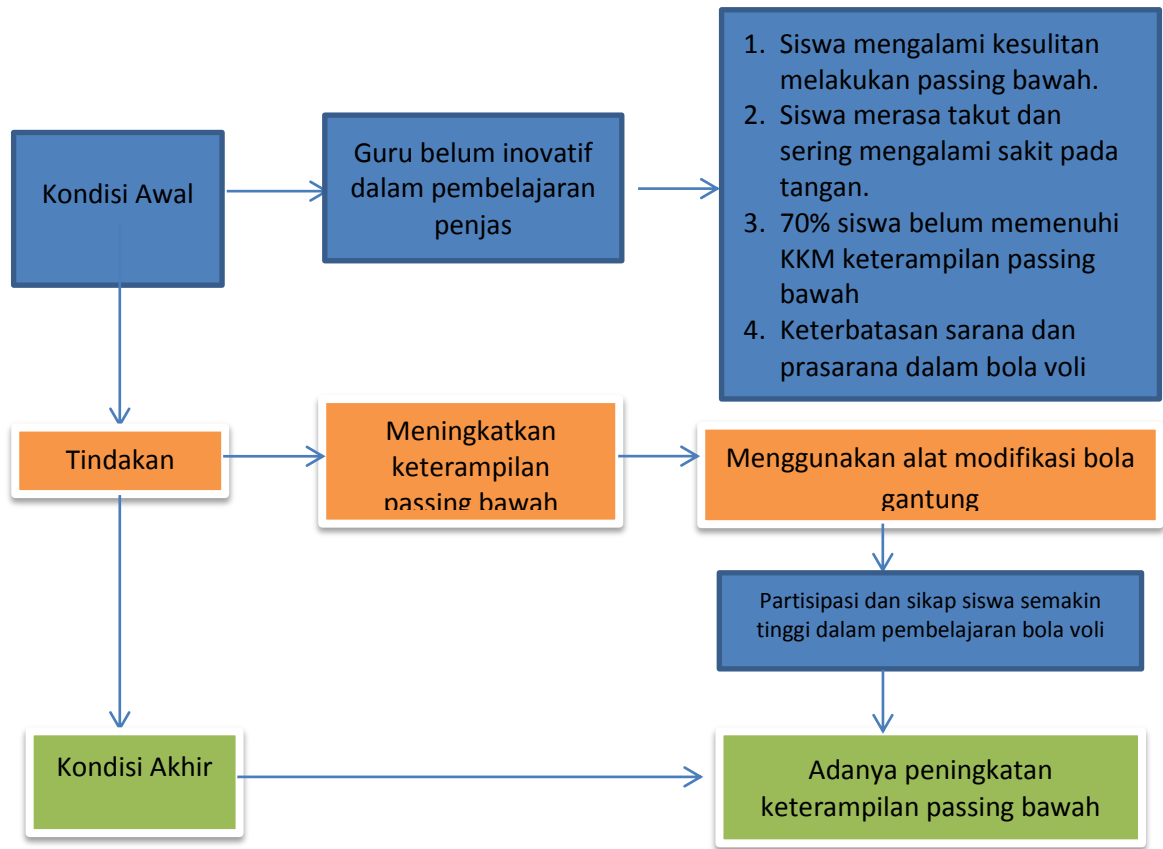 Kondisi Awal
Guru belum inovatif
dalam pembelajaran
penjas
1. Siswa mengalami kesulitan
melakukan passing bawah.
2. Siswa merasa takut dan
sering mengalami sakit pada
tangan.
3. 70% siswa belum memenuhi
KKM keterampilan passing
bawah
4. Keterbatasan sarana dan
prasarana dalam bola voli
Tindakan
Meningkatkan
keterampilan
passing bawah
Menggunakan alat modifikasi bola
gantung
Partisipasi dan sikap siswa semakin
tinggi dalam pembelajaran bola voli
Kondisi Akhir
Adanya peningkatan
keterampilan passing bawah